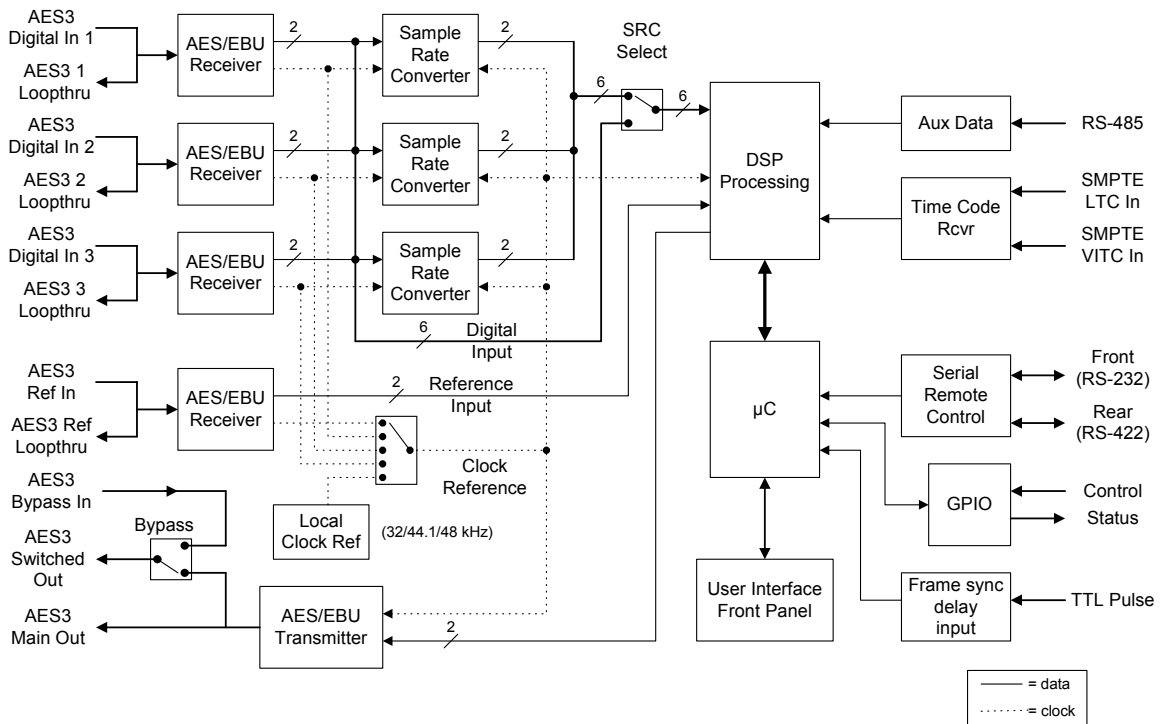 AES3
Digital In 1
AES3 1
Loopthru
AES/EBU
Receiver
2
Sample
Rate
Converter
2
SRC
Select
6
6
AES3
Digital In 2
AES3 2
Loopthru
AES/EBU
Receiver
2
Sample
Rate
Converter
2
DSP
Processing
Aux Data
RS-485
Time Code
Rcvr
SMPTE
LTC In
SMPTE
VITC In
AES3
Digital In 3
AES3 3
Loopthru
AES/EBU
Receiver
2
Sample
Rate
Converter
2
6
Digital
Input
AES3
Ref In
AES3 Ref
Loopthru
AES/EBU
Receiver
2
Reference
Input
µC
Serial
Remote
Control
Front
(RS-232)
Rear
(RS-422)
Clock
Reference
AES3
Bypass In
Bypass
AES3
Switched
Out
Local
Clock Ref
(32/44.1/48 kHz)
GPIO
Control
Status
AES3
Main Out
AES/EBU
Transmitter
2
User Interface
Front Panel
Frame sync
delay
input
TTL Pulse
= data
= clock